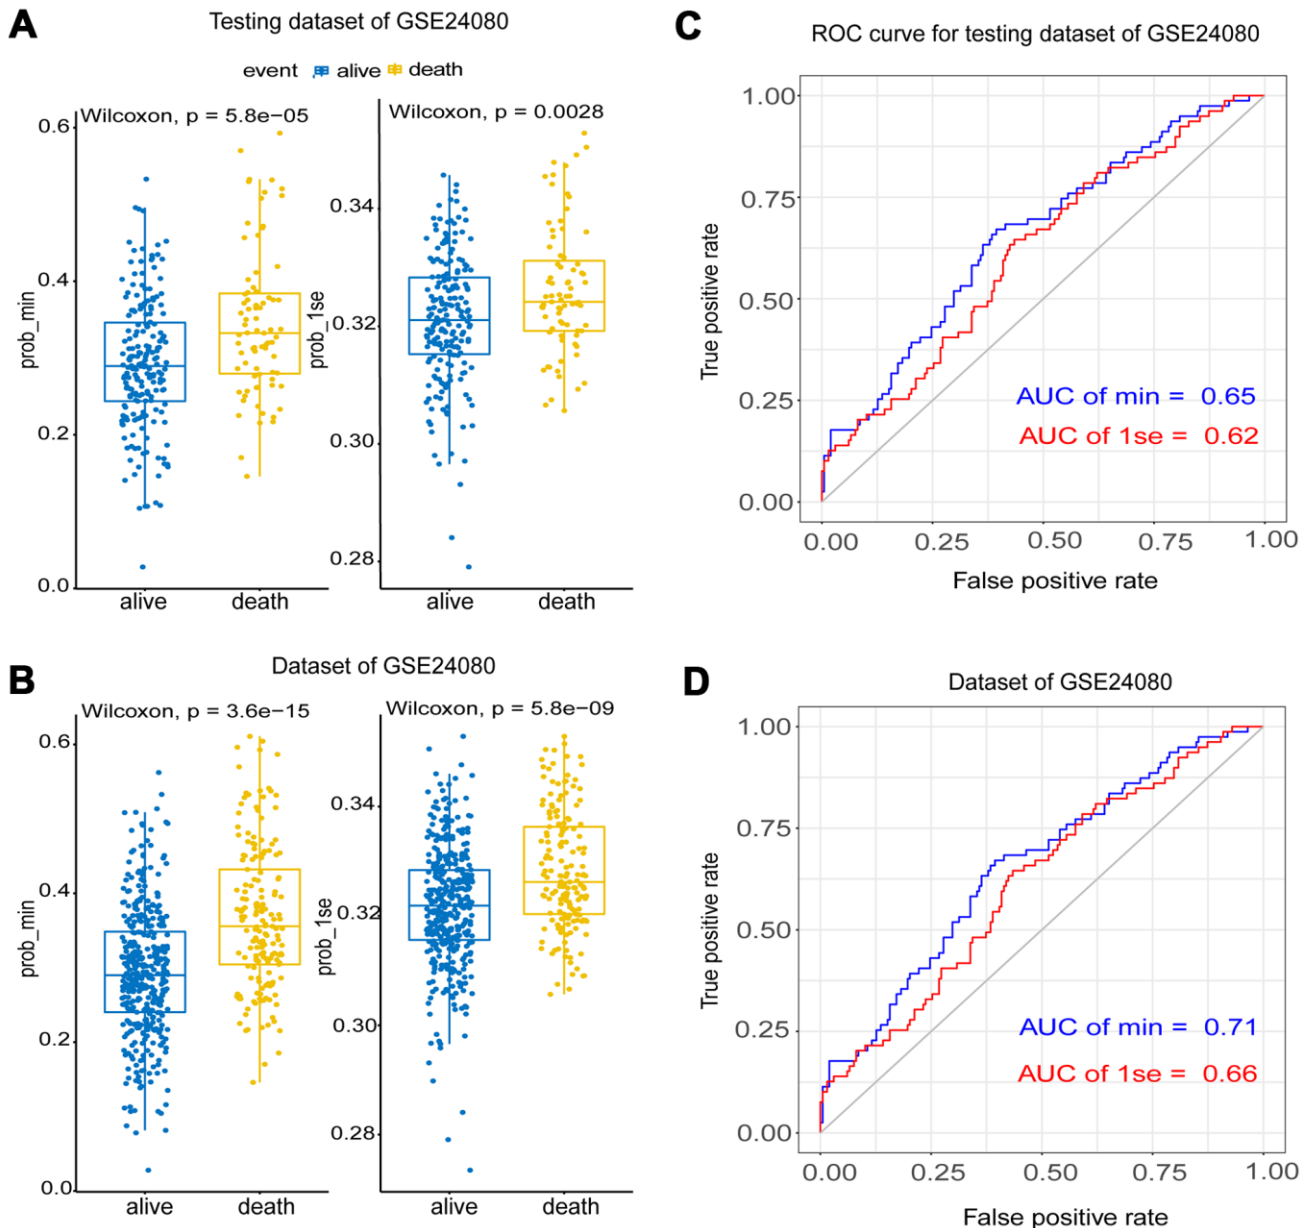 A
Testing dataset of GSE24080
event alive death
Wilcoxon, p = 5.8e−05
Wilcoxon, p = 0.0028
0.6
0.4
0.2
0.0
prob_min
alive death
0.34
0.32
0.30
0.28
prob_1se
alive death
B
Dataset of GSE24080
Wilcoxon, p = 3.6e−15
Wilcoxon, p = 5.8e−09
0.6
0.4
0.2
0.0
prob_min
alive death
0.34
0.32
0.30
0.28
prob_1se
alive death
C
ROC curve for testing dataset of GSE24080
1.00
0.75
0.50
0.25
0.00
True positive rate
AUC of min = 0.65
AUC of 1se = 0.62
0.00 0.25 0.50 0.75 1.00
False positive rate
D
Dataset of GSE24080
1.00
0.75
0.50
0.25
0.00
True positive rate
AUC of min = 0.71
AUC of 1se = 0.66
0.00 0.25 0.50 0.75 1.00
False positive rate